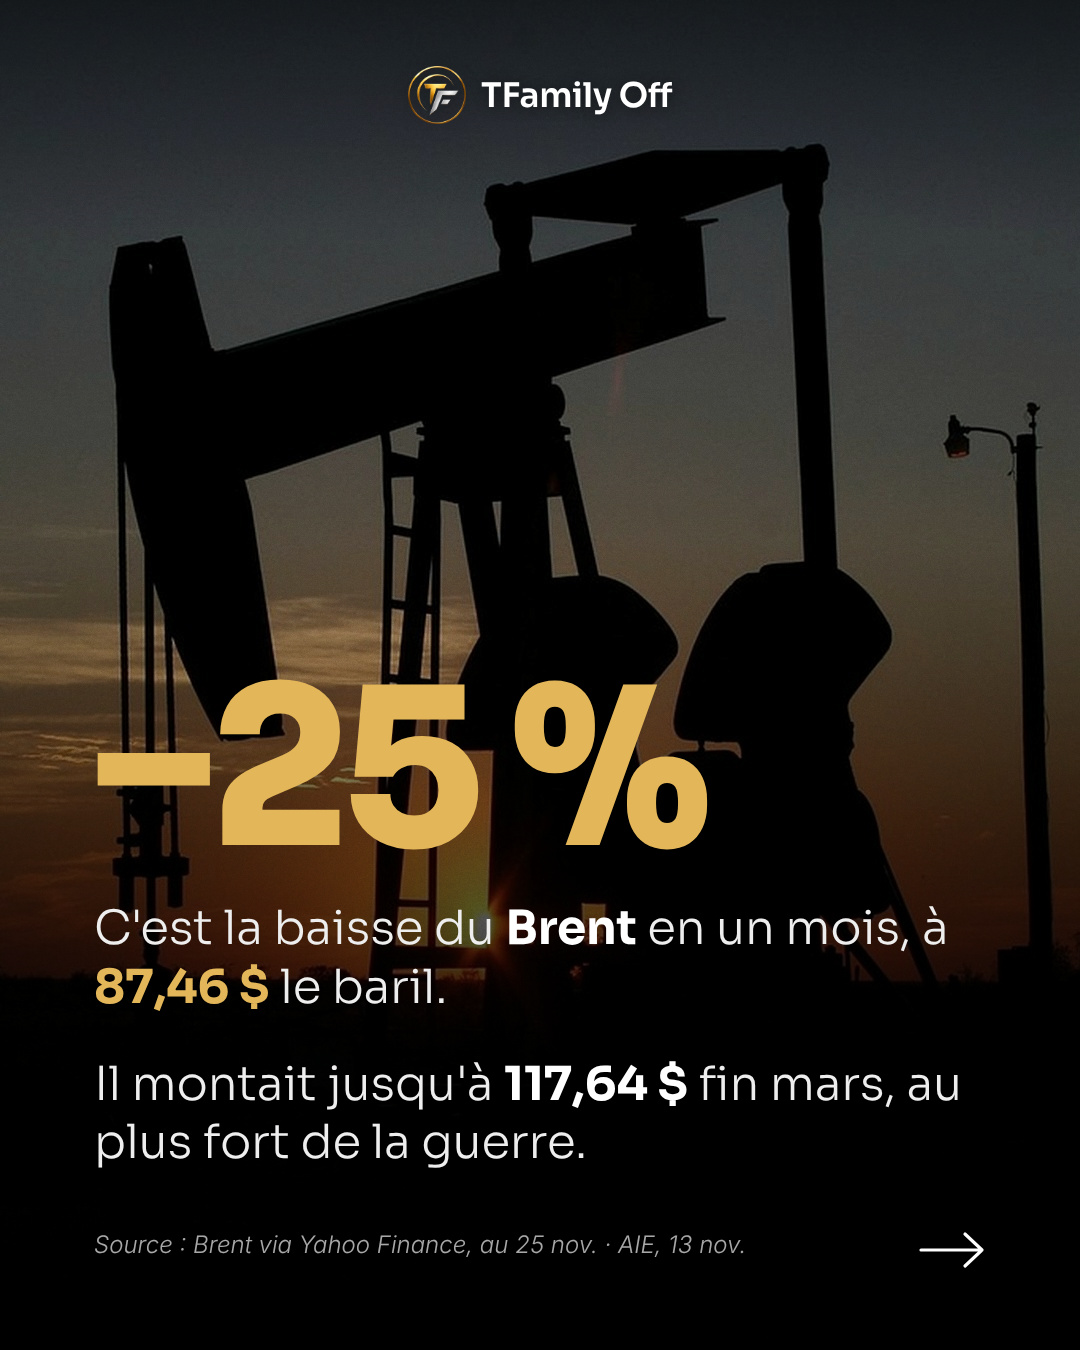 TFamily Off
–25 %
C'est la baisse du Brent en un mois, à
87,46 $ le baril.
Il montait jusqu'à 117,64 $ fin mars, au
plus fort de la guerre.
Source : Brent via Yahoo Finance, au 25 nov. · AIE, 13 nov.